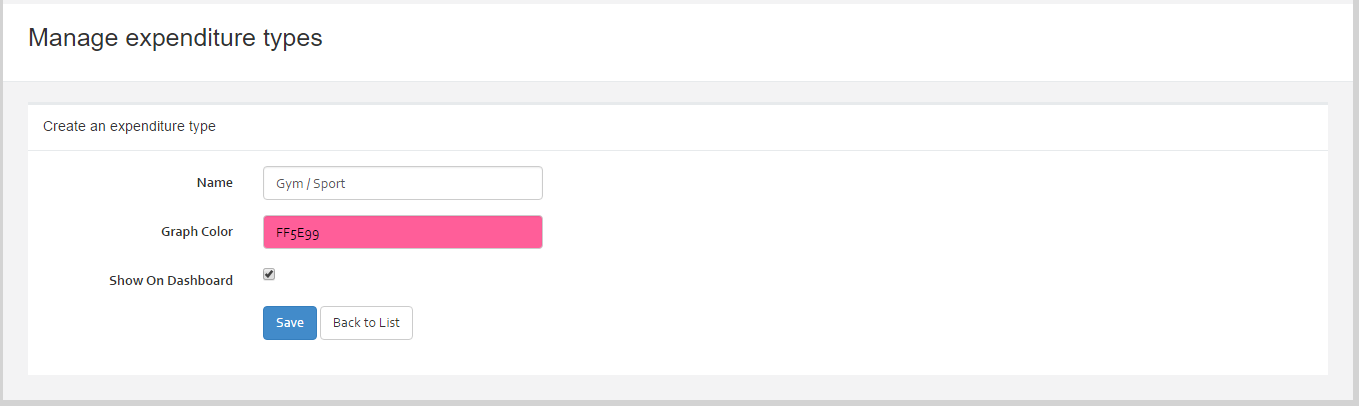 Manage expenditure types
Create an expenditure type
Name
Gym / Sport
Graph Color
FF5E99
Show On Dashboard
Save Back to List